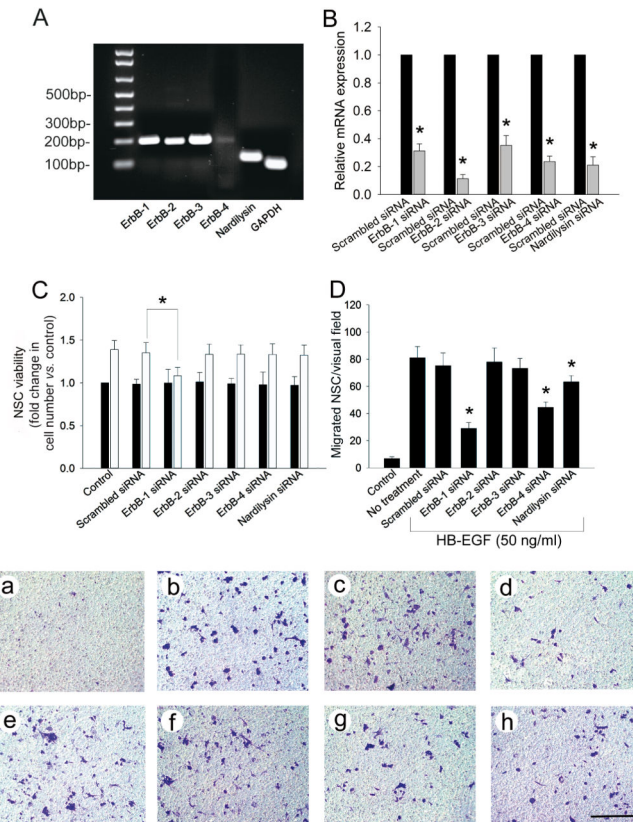 A
500bp-
300bp-
200bp-
100bp-
ErbB-1
ErbB-2
ErbB-3
ErbB-4
Nardilysin
GAPDH
B
Relative mRNA expression
1.2
1.0
0.8
0.6
0.4
0.2
0.0
*
*
*
*
*
Scrambled siRNA
ErbB-1 siRNA
Scrambled siRNA
ErbB-2 siRNA
Scrambled siRNA
ErbB-3 siRNA
Scrambled siRNA
ErbB-4 siRNA
Scrambled siRNA
Nardilysin siRNA
C
NSC viability
(fold change in
cell number vs. control)
2.0
1.5
1.0
0.5
0.0
*
Control
Scrambled siRNA
ErbB-1 siRNA
ErbB-2 siRNA
ErbB-3 siRNA
ErbB-4 siRNA
Nardilysin siRNA
D
Migrated NSC/visual field
120
100
80
60
40
20
0
*
*
*
Control
No treatment
Scrambled siRNA
ErbB-1 siRNA
ErbB-2 siRNA
ErbB-3 siRNA
ErbB-4 siRNA
Nardilysin siRNA
HB-EGF (50 ng/ml)
a
b
c
d
e
f
g
h